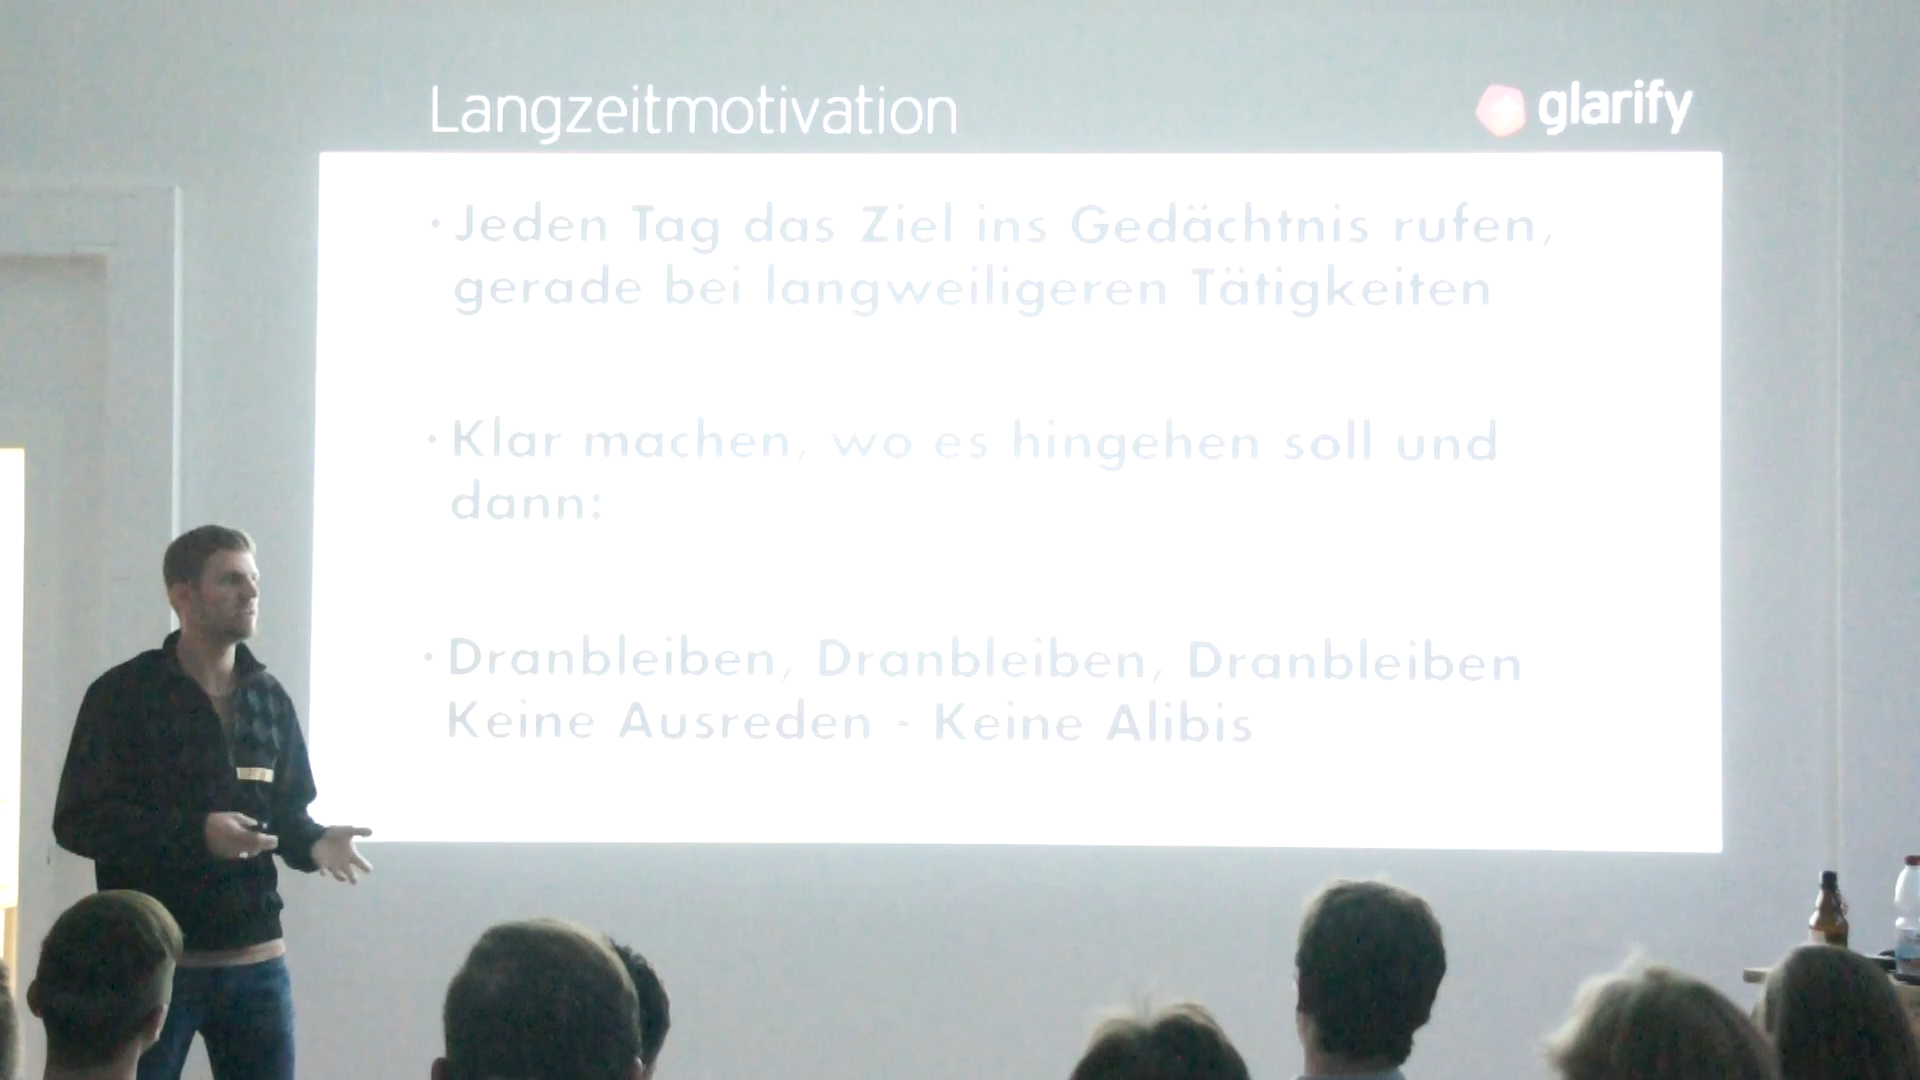 Langzeitmotivation
glarify
· Jeden Tag das Ziel ins Gedächtnis rufen,
gerade bei langweiligeren Tätigkeiten
· Klar machen, wo es hingehen soll und
dann:
· Dranbleiben, Dranbleiben, Dranbleiben
Keine Ausreden - Keine Alibis